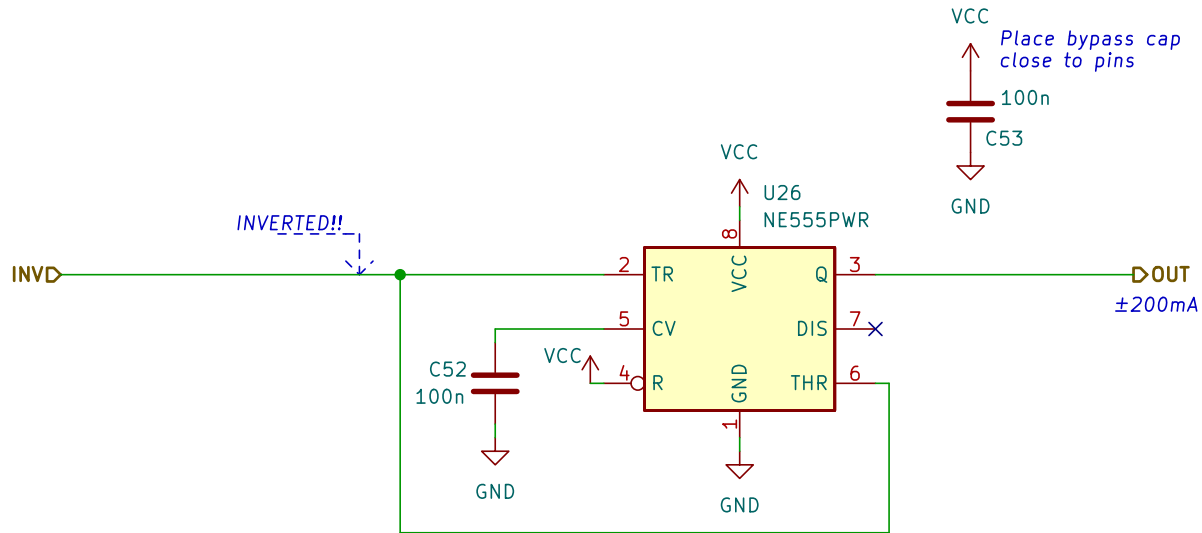 VCC
Place bypass cap
close to pins
100n
C53
GND
VCC
U26
NE555PWR
INVERTED!!
8
INV
2
TR
VCC
Q
3
OUT
±200mA
5
CV
DIS
7
VCC
C52
100n
4
R
GND
THR
6
1
GND
GND